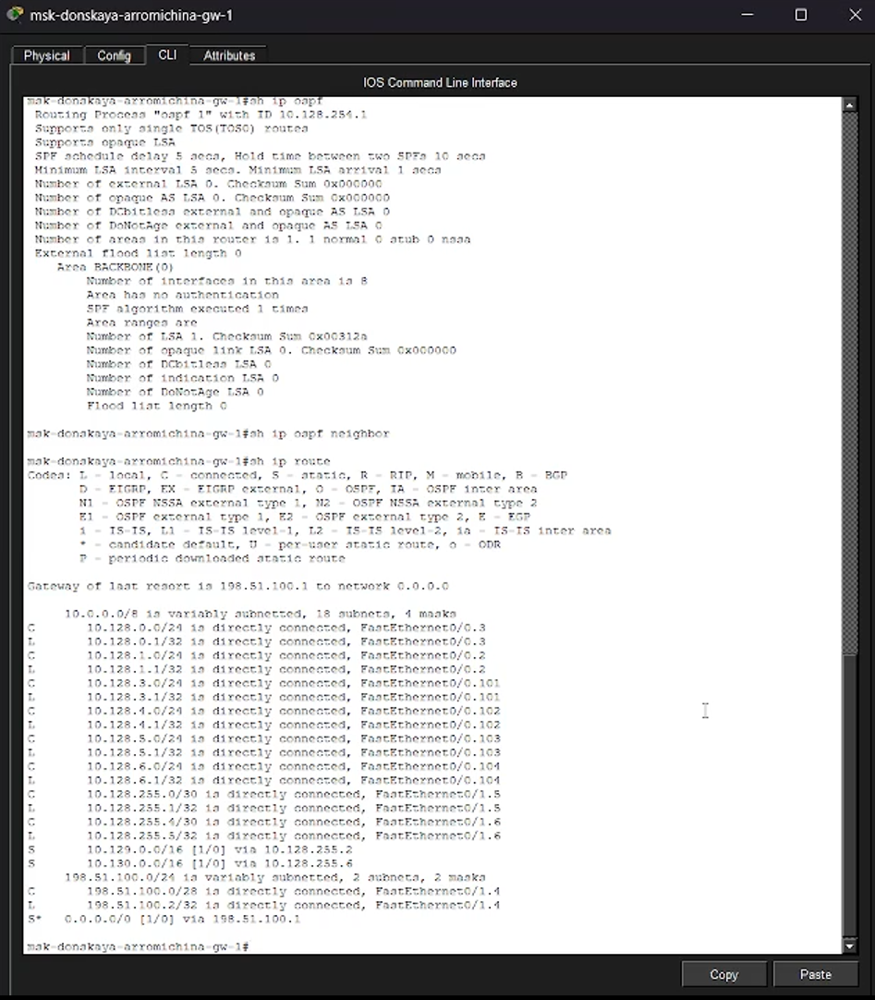 msk-donskaya-arromichina-gw-1
Physical Config CLI Attributes
IOS Command Line Interface
msk-donskaya-arromichina-gw-1#sh ip ospf
Routing Process "ospf 1" with ID 10.128.254.1
Supports only single TOS(TOS0) routes
Supports opaque LSA
SPF schedule delay 5 secs, Hold time between two SPFs 10 secs
Minimum LSA interval 5 secs. Minimum LSA arrival 1 secs
Number of external LSA 0. Checksum Sum 0x000000
Number of opaque AS LSA 0. Checksum Sum 0x000000
Number of DCbitless external and opaque AS LSA 0
Number of DoNotAge external and opaque AS LSA 0
Number of areas in this router is 1. 1 normal 0 stub 0 nssa
External flood list length 0
Area BACKBONE(0)
Number of interfaces in this area is 8
Area has no authentication
SPF algorithm executed 1 times
Area ranges are
Number of LSA 1. Checksum Sum 0x00312a
Number of opaque link LSA 0. Checksum Sum 0x000000
Number of DCbitless LSA 0
Number of indication LSA 0
Number of DoNotAge LSA 0
Flood list length 0
msk-donskaya-arromichina-gw-1#sh ip ospf neighbor
msk-donskaya-arromichina-gw-1#sh ip route
Codes: L - local, C - connected, S - static, R - RIP, M - mobile, B - BGP
D - EIGRP, EX - EIGRP external, O - OSPF, IA - OSPF inter area
N1 - OSPF NSSA external type 1, N2 - OSPF NSSA external type 2
E1 - OSPF external type 1, E2 - OSPF external type 2, E - EGP
i - IS-IS, L1 - IS-IS level-1, L2 - IS-IS level-2, ia - IS-IS inter area
* - candidate default, U - per-user static route, o - ODR
P - periodic downloaded static route
Gateway of last resort is 198.51.100.1 to network 0.0.0.0
10.0.0.0/8 is variably subnetted, 18 subnets, 4 masks
C 10.128.0.0/24 is directly connected, FastEthernet0/0.3
L 10.128.0.1/32 is directly connected, FastEthernet0/0.3
C 10.128.1.0/24 is directly connected, FastEthernet0/0.2
L 10.128.1.1/32 is directly connected, FastEthernet0/0.2
C 10.128.3.0/24 is directly connected, FastEthernet0/0.101
L 10.128.3.1/32 is directly connected, FastEthernet0/0.101
C 10.128.4.0/24 is directly connected, FastEthernet0/0.102
L 10.128.4.1/32 is directly connected, FastEthernet0/0.102
C 10.128.5.0/24 is directly connected, FastEthernet0/0.103
L 10.128.5.1/32 is directly connected, FastEthernet0/0.103
C 10.128.6.0/24 is directly connected, FastEthernet0/0.104
L 10.128.6.1/32 is directly connected, FastEthernet0/0.104
C 10.128.255.0/30 is directly connected, FastEthernet0/1.5
L 10.128.255.1/32 is directly connected, FastEthernet0/1.5
C 10.128.255.4/30 is directly connected, FastEthernet0/1.6
L 10.128.255.5/32 is directly connected, FastEthernet0/1.6
S 10.129.0.0/16 [1/0] via 10.128.255.2
S 10.130.0.0/16 [1/0] via 10.128.255.6
198.51.100.0/24 is variably subnetted, 2 subnets, 2 masks
C 198.51.100.0/28 is directly connected, FastEthernet0/1.4
L 198.51.100.2/32 is directly connected, FastEthernet0/1.4
S* 0.0.0.0/0 [1/0] via 198.51.100.1
msk-donskaya-arromichina-gw-1#
Copy Paste